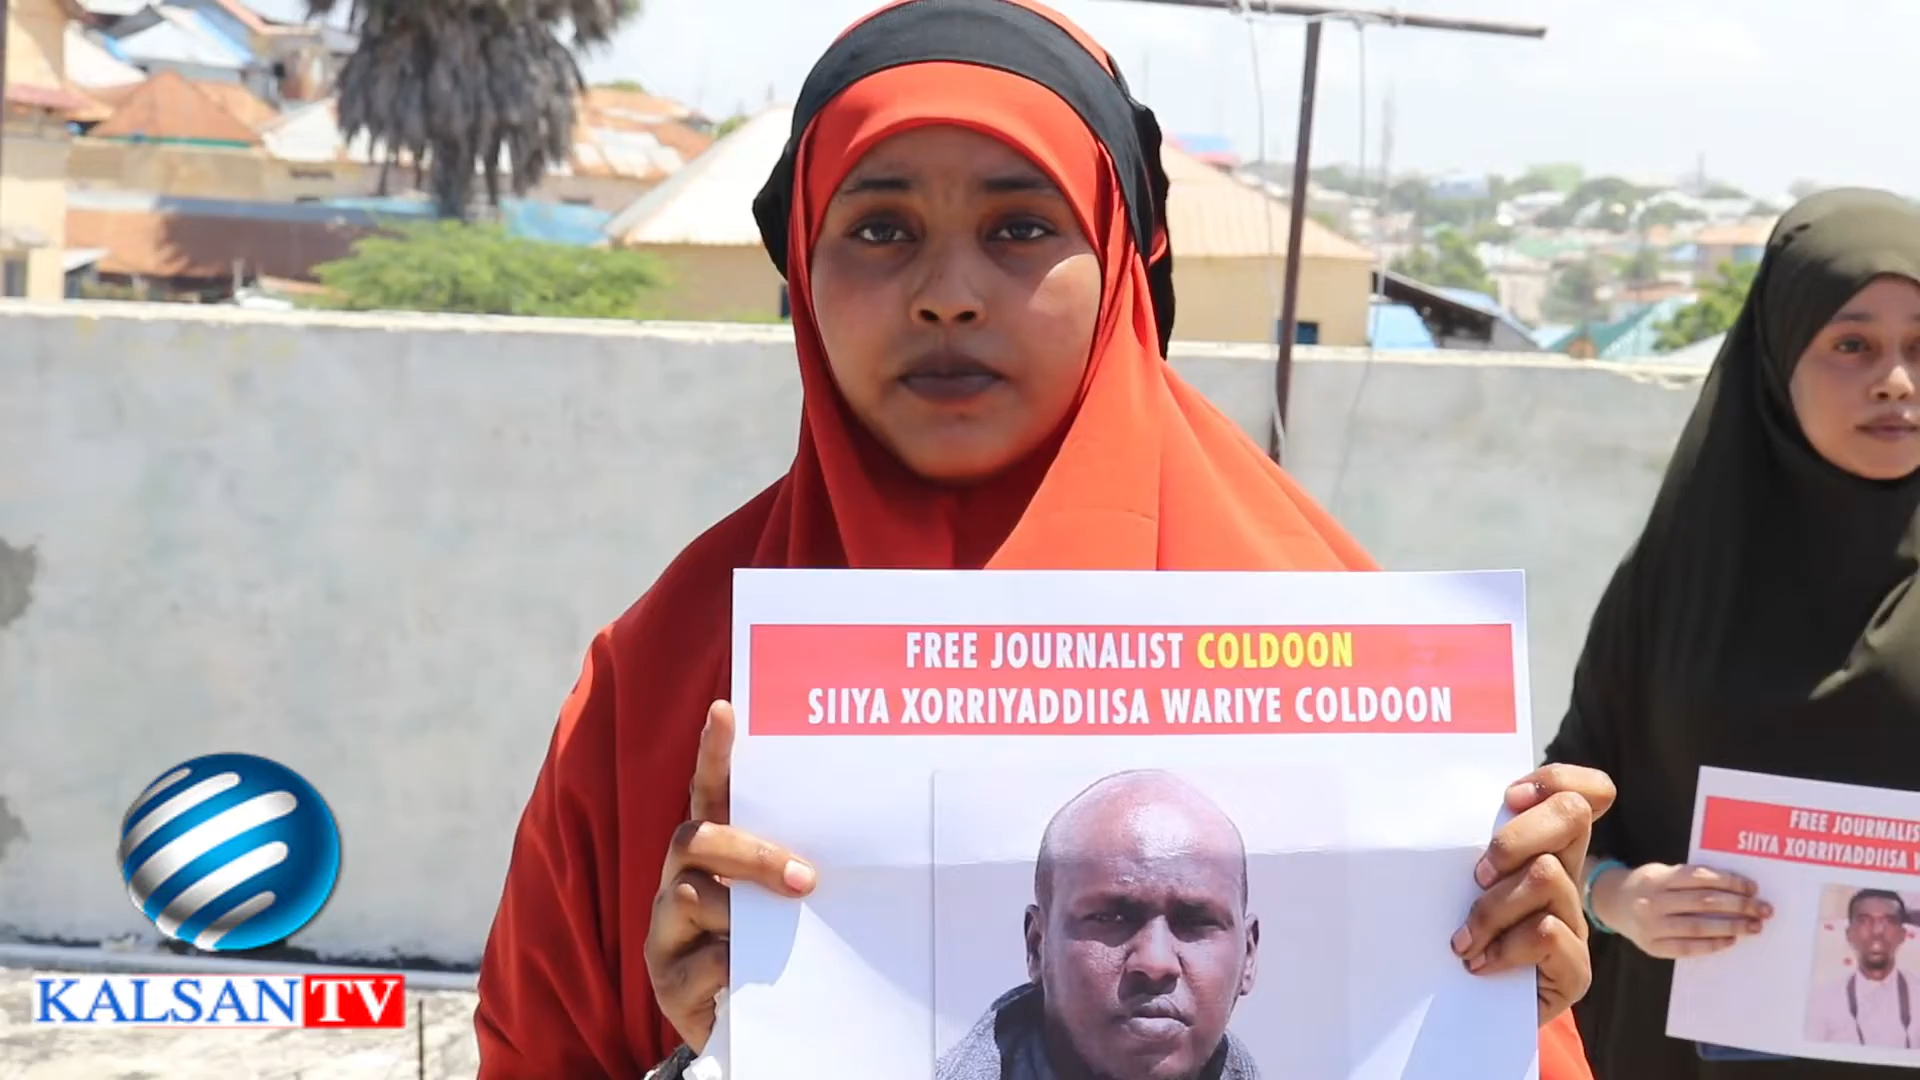 FREE JOURNALIST COLDOON
SIIYA XORRIYADDIISA WARIYE COLDOON
FREE JOURNALIS
SIIYA XORRIYADDIISA W
KALSAN TV